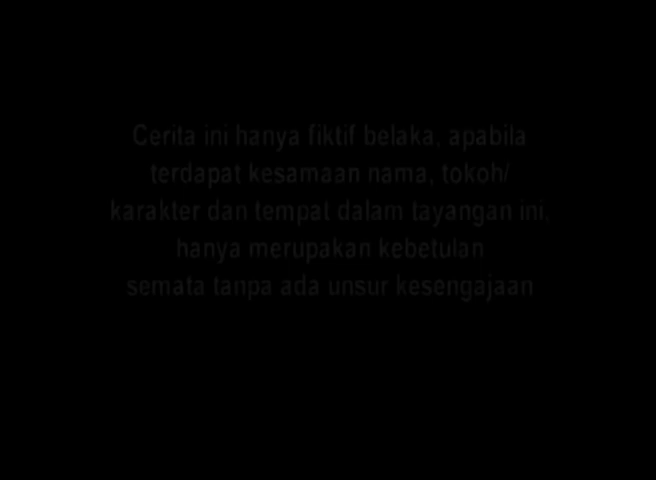 Cerita ini hanya fiktif belaka, apabila
terdapat kesamaan nama, tokoh/
karakter dan tempat dalam tayangan ini,
hanya merupakan kebetulan
semata tanpa ada unsur kesengajaan